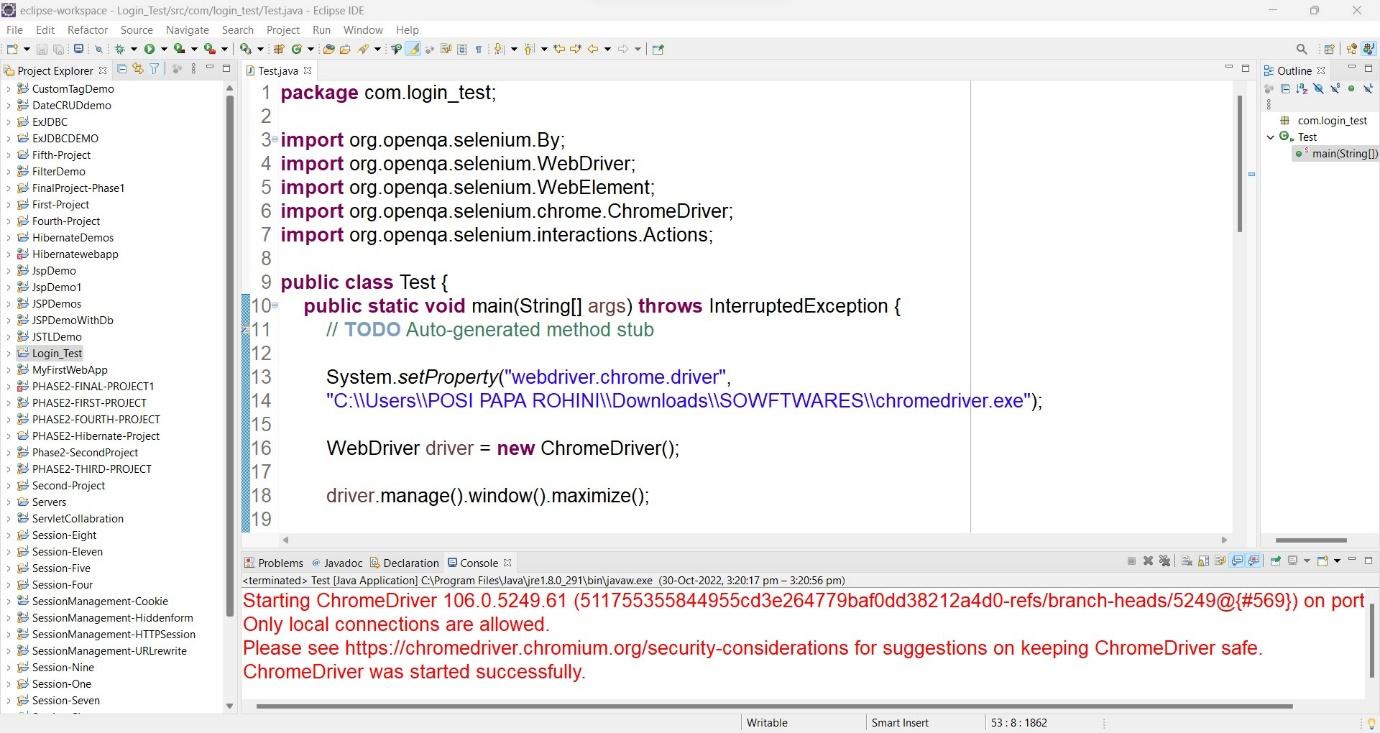 eclipse-workspace - Login_Test/src/com/login_test/Test.java - Eclipse IDE
File Edit Refactor Source Navigate Search Project Run Window Help
Project Explorer
CustomTagDemo
DateCRUDdemo
ExJDBC
ExJDBCDEMO
Fifth-Project
FilterDemo
FinalProject-Phase1
First-Project
Fourth-Project
HibernateDemos
Hibernatewebapp
JspDemo
JspDemo1
JSPDemos
JSPDemoWithDb
JSTLDemo
Login_Test
MyFirstWebApp
PHASE2-FINAL-PROJECT1
PHASE2-FIRST-PROJECT
PHASE2-FOURTH-PROJECT
PHASE2-Hibernate-Project
Phase2-SecondProject
PHASE2-THIRD-PROJECT
Second-Project
Servers
ServletCollabration
Session-Eight
Session-Eleven
Session-Five
Session-Four
SessionManagement-Cookie
SessionManagement-Hiddenform
SessionManagement-HTTPSession
SessionManagement-URLrewrite
Session-Nine
Session-One
Session-Seven
Test.java
1 package com.login_test;
2
3 import org.openqa.selenium.By;
4 import org.openqa.selenium.WebDriver;
5 import org.openqa.selenium.WebElement;
6 import org.openqa.selenium.chrome.ChromeDriver;
7 import org.openqa.selenium.interactions.Actions;
8
9 public class Test {
10 public static void main(String[] args) throws InterruptedException {
11 // TODO Auto-generated method stub
12
13 System.setProperty("webdriver.chrome.driver",
14 "C:\\Users\\POSI PAPA ROHINI\\Downloads\\SOWFTWARES\\chromedriver.exe");
15
16 WebDriver driver = new ChromeDriver();
17
18 driver.manage().window().maximize();
19
Outline
com.login_test
Test
main(String[])
Problems Javadoc Declaration Console
<terminated> Test [Java Application] C:\Program Files\Java\jre1.8.0_291\bin\javaw.exe (30-Oct-2022, 3:20:17 pm – 3:20:56 pm)
Starting ChromeDriver 106.0.5249.61 (511755355844955cd3e264779baf0dd38212a4d0-refs/branch-heads/5249@{#569}) on port
Only local connections are allowed.
Please see https://chromedriver.chromium.org/security-considerations for suggestions on keeping ChromeDriver safe.
ChromeDriver was started successfully.
Writable Smart Insert 53 : 8 : 1862